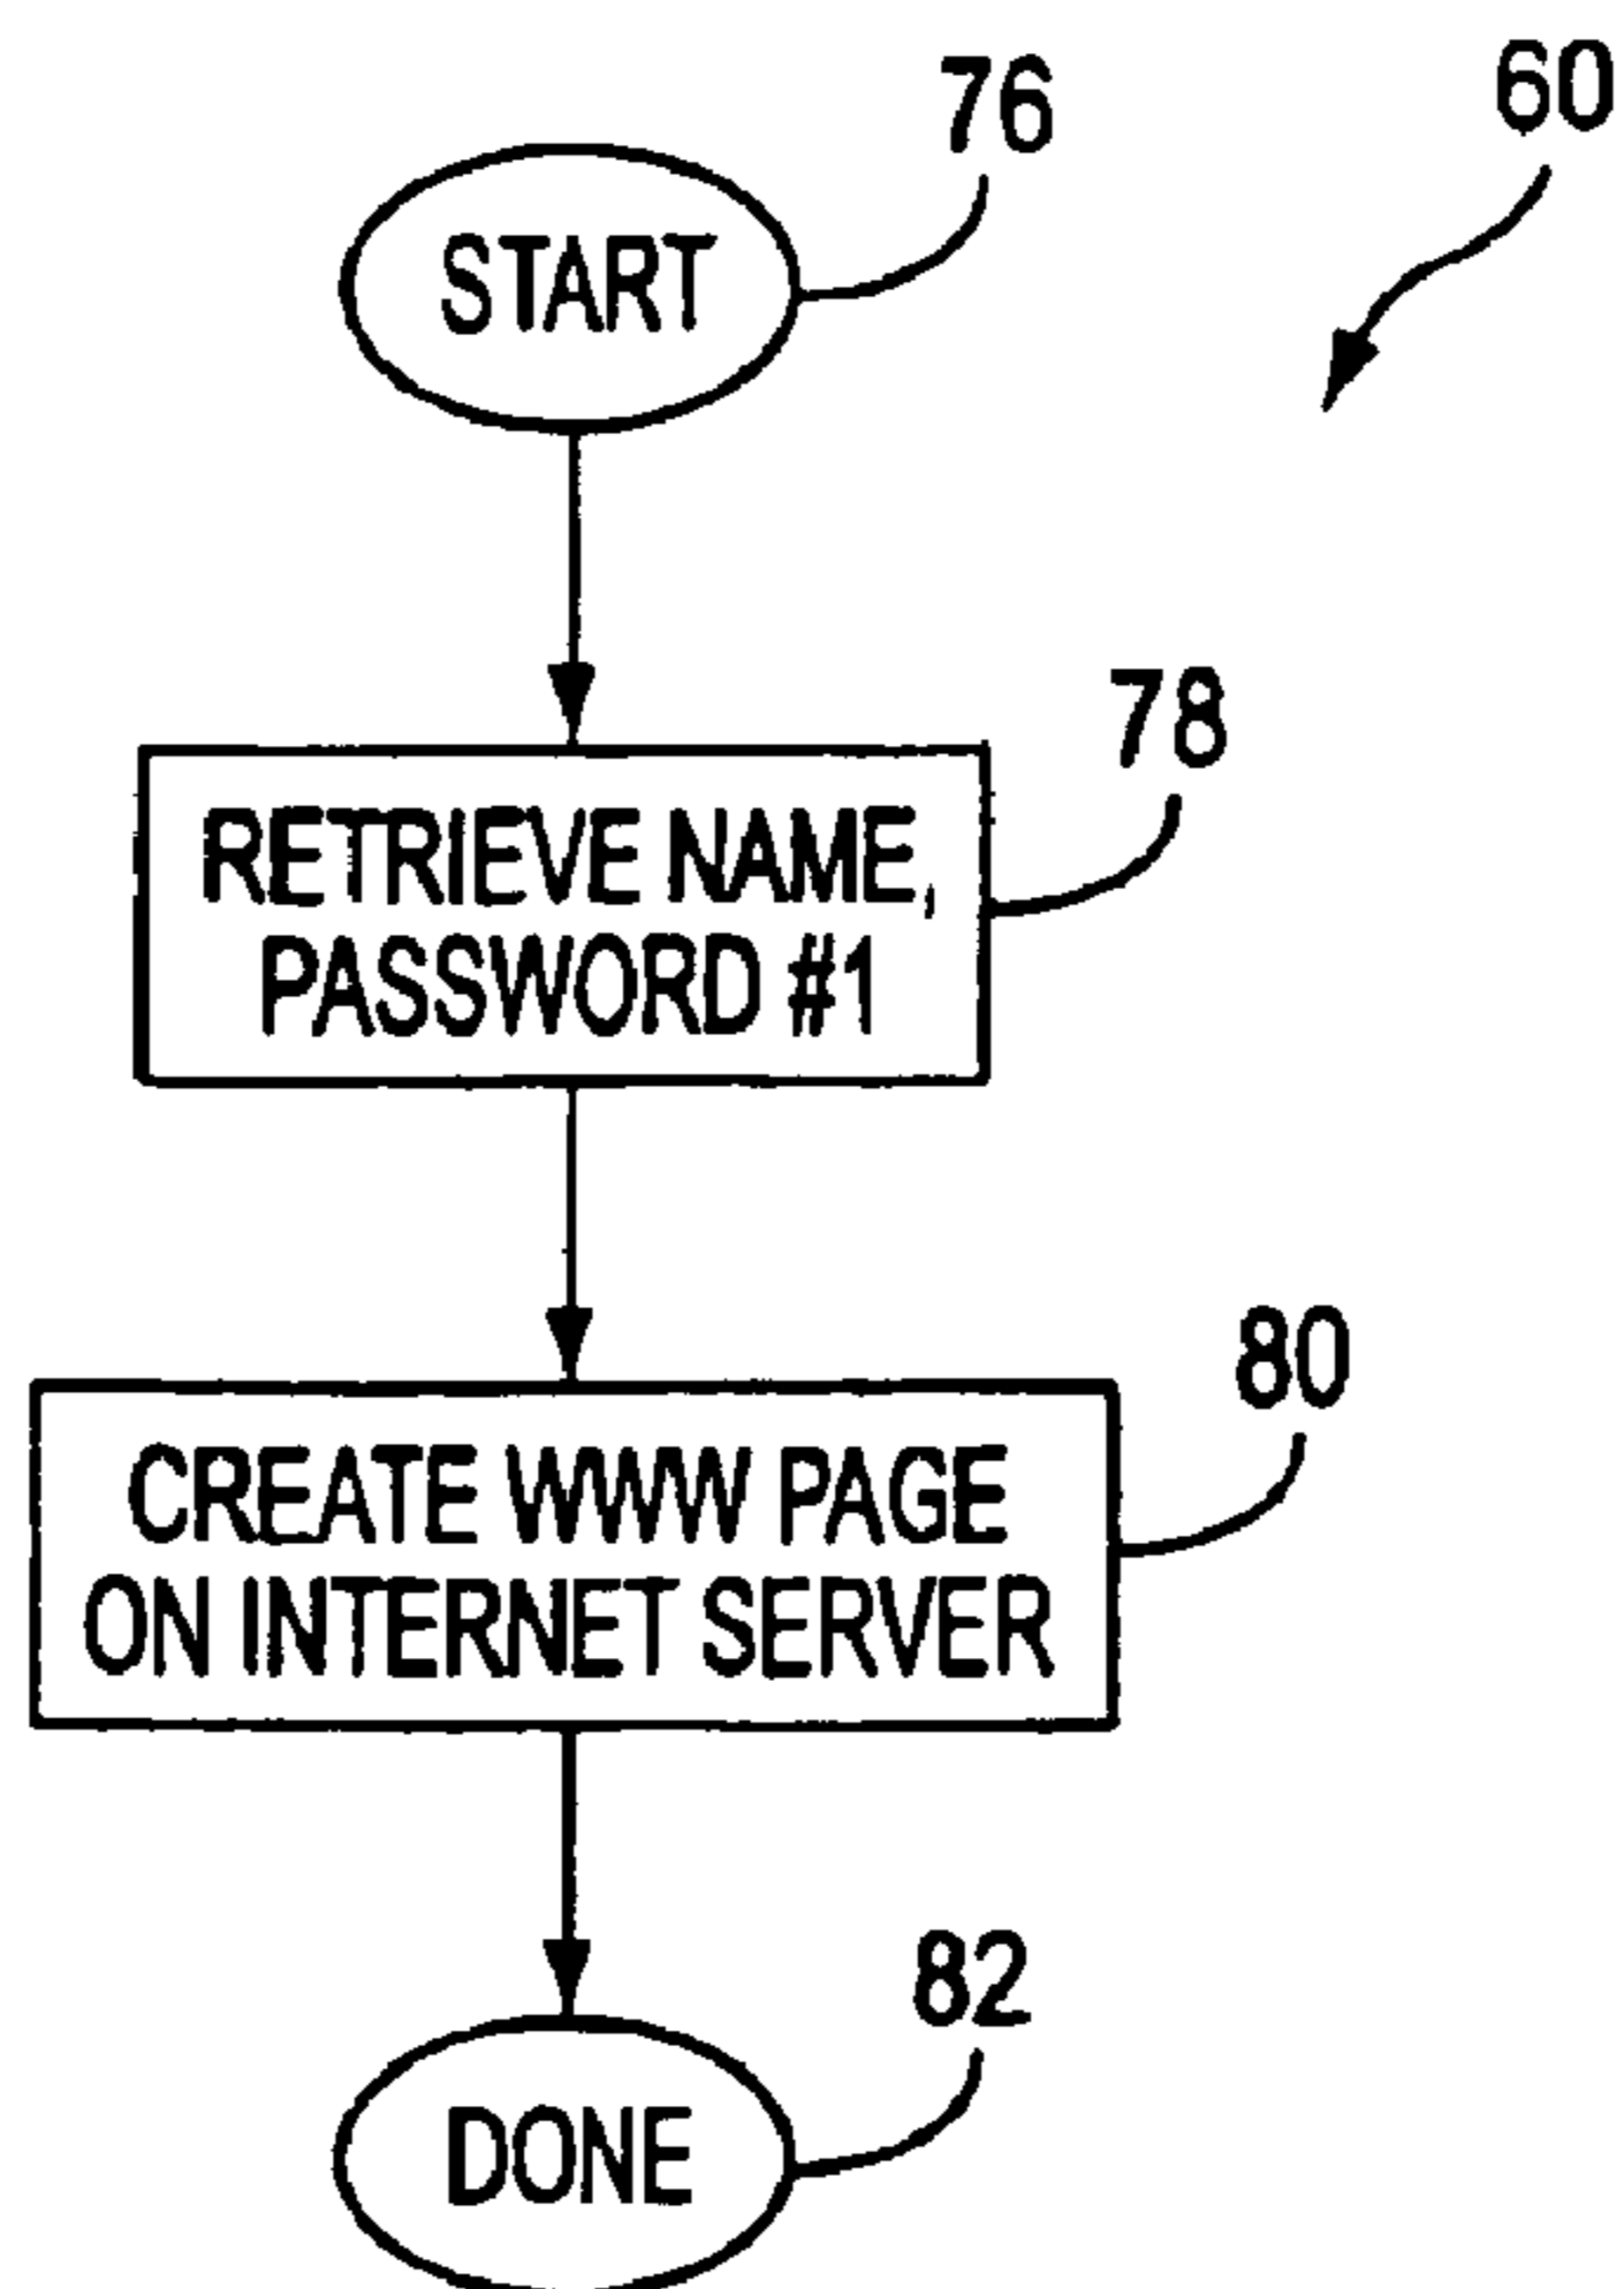 76
60
START
78
RETRIEVE NAME,
PASSWORD #1
80
CREATE WWW PAGE
ON INTERNET SERVER
82
DONE